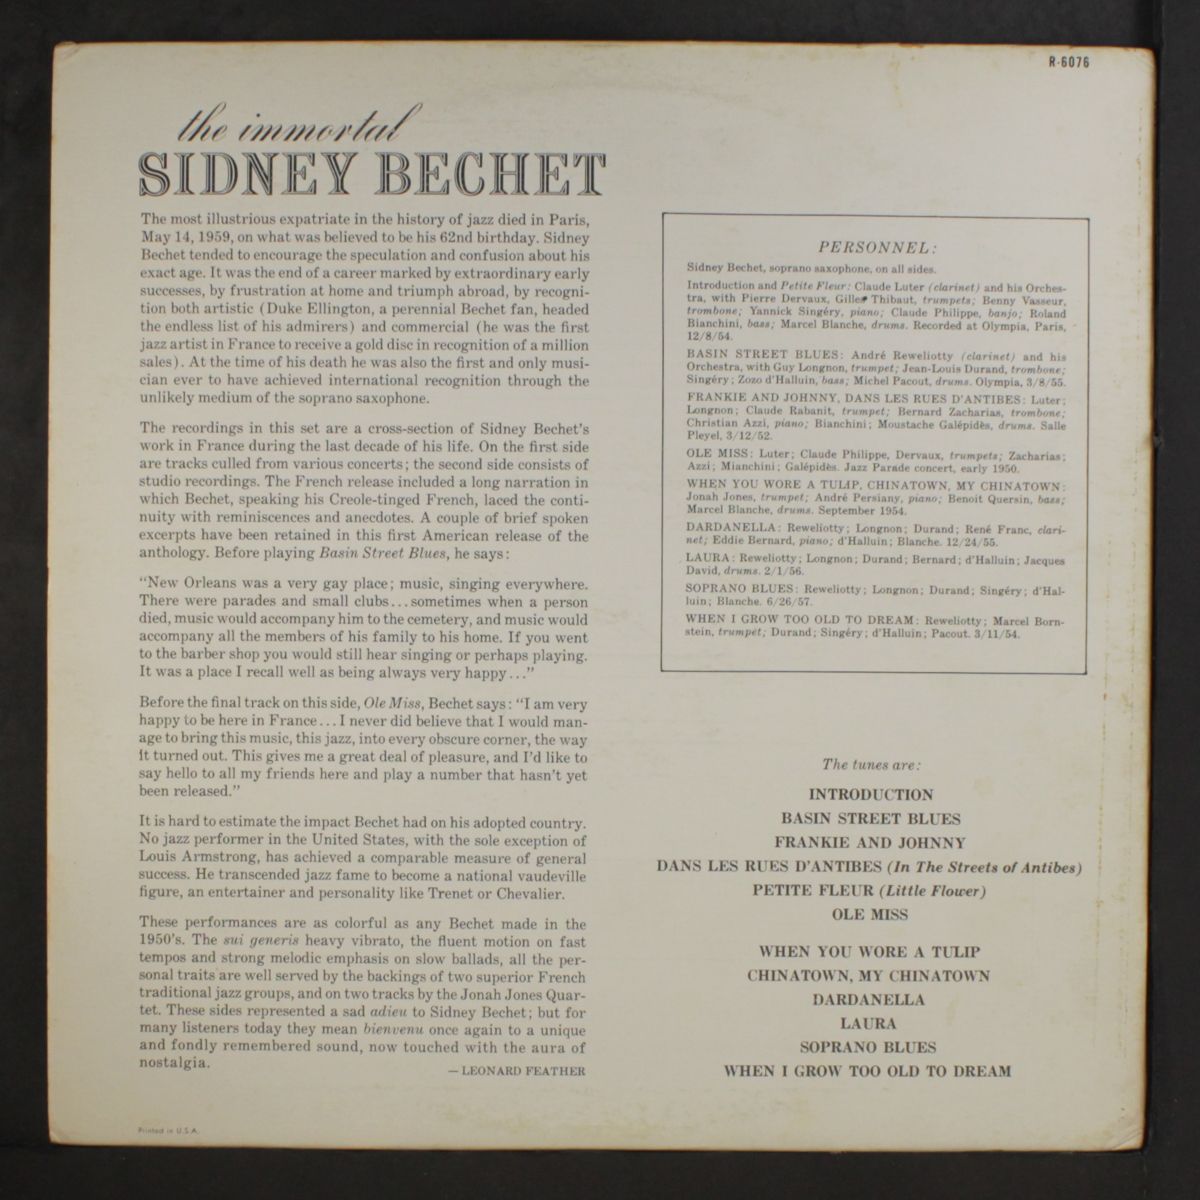 R-6076
the immortal
SIDNEY BECHET
The most illustrious expatriate in the history of jazz died in Paris,
May 14, 1959, on what was believed to be his 62nd birthday. Sidney
Bechet tended to encourage the speculation and confusion about his
exact age. It was the end of a career marked by extraordinary early
successes, by frustration at home and triumph abroad, by recogni-
tion both artistic (Duke Ellington, a perennial Bechet fan, headed
the endless list of his admirers) and commercial (he was the first
jazz artist in France to receive a gold disc in recognition of a million
sales). At the time of his death he was also the first and only musi-
cian ever to have achieved international recognition through the
unlikely medium of the soprano saxophone.
The recordings in this set are a cross-section of Sidney Bechet's
work in France during the last decade of his life. On the first side
are tracks culled from various concerts; the second side consists of
studio recordings. The French release included a long narration in
which Bechet, speaking his Creole-tinged French, laced the conti-
nuity with reminiscences and anecdotes. A couple of brief spoken
excerpts have been retained in this first American release of the
anthology. Before playing Basin Street Blues, he says:
"New Orleans was a very gay place; music, singing everywhere.
There were parades and small clubs...sometimes when a person
died, music would accompany him to the cemetery, and music would
accompany all the members of his family to his home. If you went
to the barber shop you would still hear singing or perhaps playing.
It was a place I recall well as being always very happy..."
Before the final track on this side, Ole Miss, Bechet says: "I am very
happy to be here in France...I never did believe that I would man-
age to bring this music, this jazz, into every obscure corner, the way
it turned out. This gives me a great deal of pleasure, and I'd like to
say hello to all my friends here and play a number that hasn't yet
been released."
It is hard to estimate the impact Bechet had on his adopted country.
No jazz performer in the United States, with the sole exception of
Louis Armstrong, has achieved a comparable measure of general
success. He transcended jazz fame to become a national vaudeville
figure, an entertainer and personality like Trenet or Chevalier.
These performances are as colorful as any Bechet made in the
1950's. The sui generis heavy vibrato, the fluent motion on fast
tempos and strong melodic emphasis on slow ballads, all the per-
sonal traits are well served by the backings of two superior French
traditional jazz groups, and on two tracks by the Jonah Jones Quar-
tet. These sides represented a sad adieu to Sidney Bechet; but for
many listeners today they mean bienvenu once again to a unique
and fondly remembered sound, now touched with the aura of
nostalgia.
— LEONARD FEATHER
Printed in U.S.A.
PERSONNEL:
Sidney Bechet, soprano saxophone, on all sides.
Introduction and Petite Fleur: Claude Luter (clarinet) and his Orches-
tra, with Pierre Dervaux, Gilles Thibaut, trumpets; Benny Vasseur,
trombone; Yannick Singéry, piano; Claude Philippe, banjo; Roland
Bianchini, bass; Marcel Blanche, drums. Recorded at Olympia, Paris,
12/8/54.
BASIN STREET BLUES: André Reweliotty (clarinet) and his
Orchestra, with Guy Longnon, trumpet; Jean-Louis Durand, trombone;
Singéry; Zozo d'Halluin, bass; Michel Pacout, drums. Olympia, 3/8/55.
FRANKIE AND JOHNNY, DANS LES RUES D'ANTIBES: Luter;
Longnon; Claude Rabanit, trumpet; Bernard Zacharias, trombone;
Christian Azzi, piano; Bianchini; Moustache Galépidès, drums. Salle
Pleyel, 3/12/52.
OLE MISS: Luter; Claude Philippe, Dervaux, trumpets; Zacharias;
Azzi; Mianchini; Galépidès. Jazz Parade concert, early 1950.
WHEN YOU WORE A TULIP, CHINATOWN, MY CHINATOWN:
Jonah Jones, trumpet; André Persiany, piano; Benoit Quersin, bass;
Marcel Blanche, drums. September 1954.
DARDANELLA: Reweliotty; Longnon; Durand; René Franc, clari-
net; Eddie Bernard, piano; d'Halluin; Blanche. 12/24/55.
LAURA: Reweliotty; Longnon; Durand; Bernard; d'Halluin; Jacques
David, drums. 2/1/56.
SOPRANO BLUES: Reweliotty; Longnon; Durand; Singéry; d'Hal-
luin; Blanche. 6/26/57.
WHEN I GROW TOO OLD TO DREAM: Reweliotty; Marcel Born-
stein, trumpet; Durand; Singéry; d'Halluin; Pacout. 3/11/54.
The tunes are:
INTRODUCTION
BASIN STREET BLUES
FRANKIE AND JOHNNY
DANS LES RUES D'ANTIBES (In The Streets of Antibes)
PETITE FLEUR (Little Flower)
OLE MISS
WHEN YOU WORE A TULIP
CHINATOWN, MY CHINATOWN
DARDANELLA
LAURA
SOPRANO BLUES
WHEN I GROW TOO OLD TO DREAM